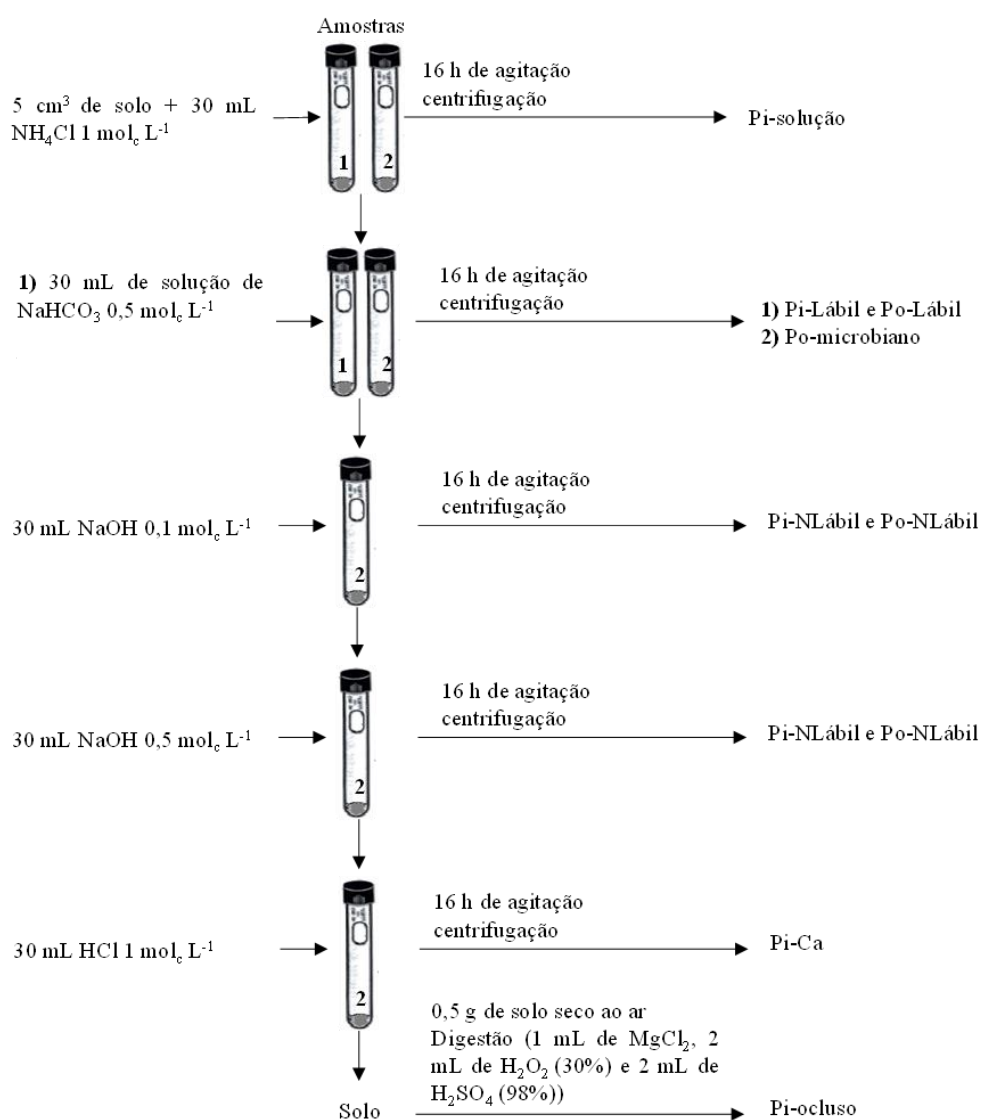 Amostras
5 cm³ de solo + 30 mL
NH₄Cl 1 mol꜀ L⁻¹
1
2
16 h de agitação
centrifugação
Pi-solução
1) 30 mL de solução de
NaHCO₃ 0,5 mol꜀ L⁻¹
1
2
16 h de agitação
centrifugação
1) Pi-Lábil e Po-Lábil
2) Po-microbiano
30 mL NaOH 0,1 mol꜀ L⁻¹
2
16 h de agitação
centrifugação
Pi-NLábil e Po-NLábil
30 mL NaOH 0,5 mol꜀ L⁻¹
2
16 h de agitação
centrifugação
Pi-NLábil e Po-NLábil
30 mL HCl 1 mol꜀ L⁻¹
2
16 h de agitação
centrifugação
Pi-Ca
0,5 g de solo seco ao ar
Digestão (1 mL de MgCl₂, 2
mL de H₂O₂ (30%) e 2 mL de
H₂SO₄ (98%))
Solo
Pi-ocluso